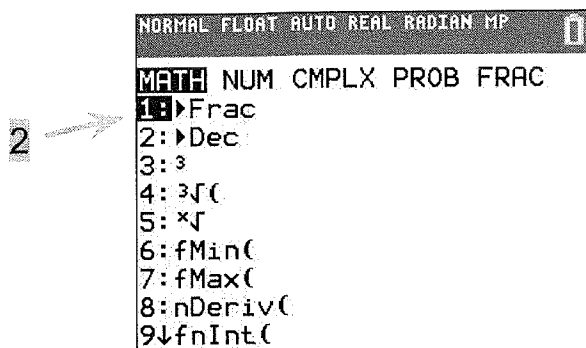 NORMAL FLOAT AUTO REAL RADIAN MP
MATH NUM CMPLX PROB FRAC
1:▶Frac
2
2:▶Dec
3:³
4:³√(
5:ˣ√
6:fMin(
7:fMax(
8:nDeriv(
9↓fnInt(